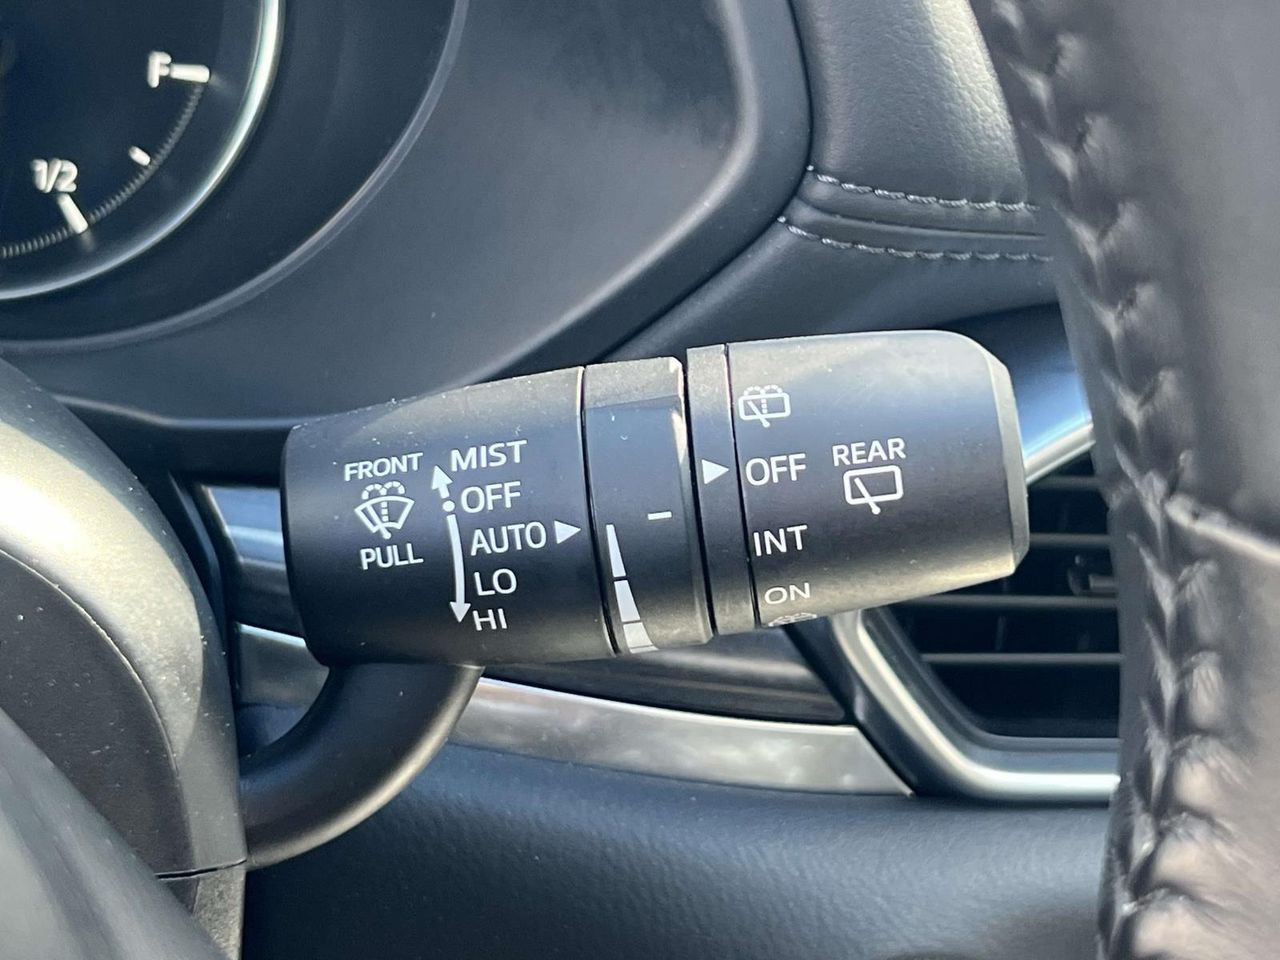 F
1/2
FRONT
PULL
MIST
OFF
AUTO
LO
HI
OFF
INT
ON
REAR